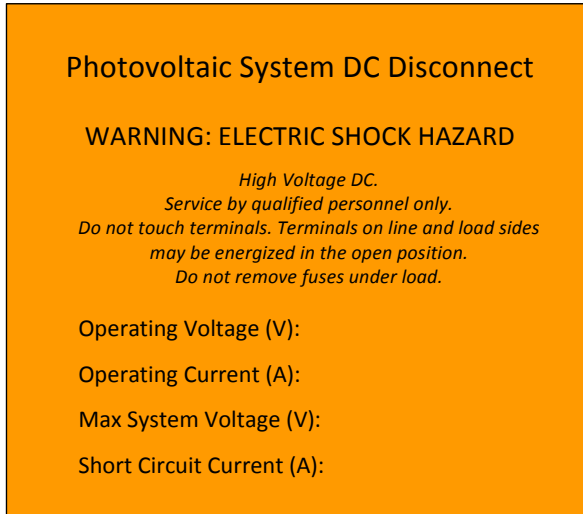 Photovoltaic System DC Disconnect
WARNING: ELECTRIC SHOCK HAZARD
High Voltage DC.
Service by qualified personnel only.
Do not touch terminals. Terminals on line and load sides
may be energized in the open position.
Do not remove fuses under load.
Operating Voltage (V):
Operating Current (A):
Max System Voltage (V):
Short Circuit Current (A):